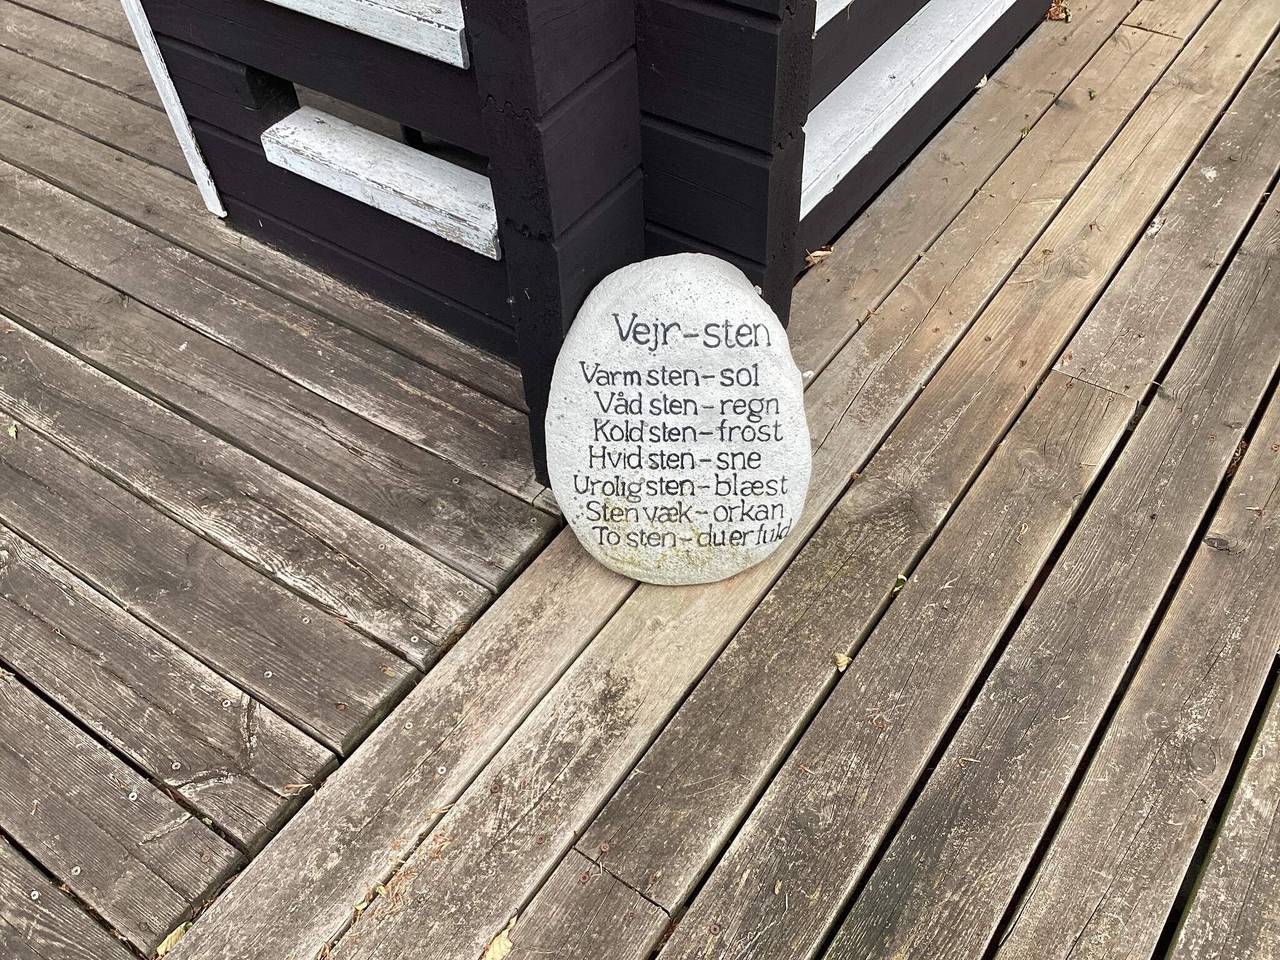 Vejr-sten
Varm sten - sol
Våd sten - regn
Kold sten - frost
Hvid sten - sne
Urolig sten - blæst
Sten væk - orkan
To sten - du er fuld